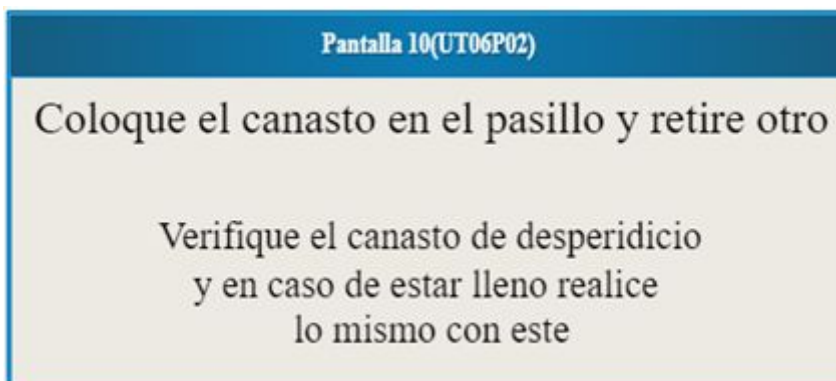 Pantalla 10(UT06P02)
Coloque el canasto en el pasillo y retire otro
Verifique el canasto de desperidicio
y en caso de estar lleno realice
lo mismo con este